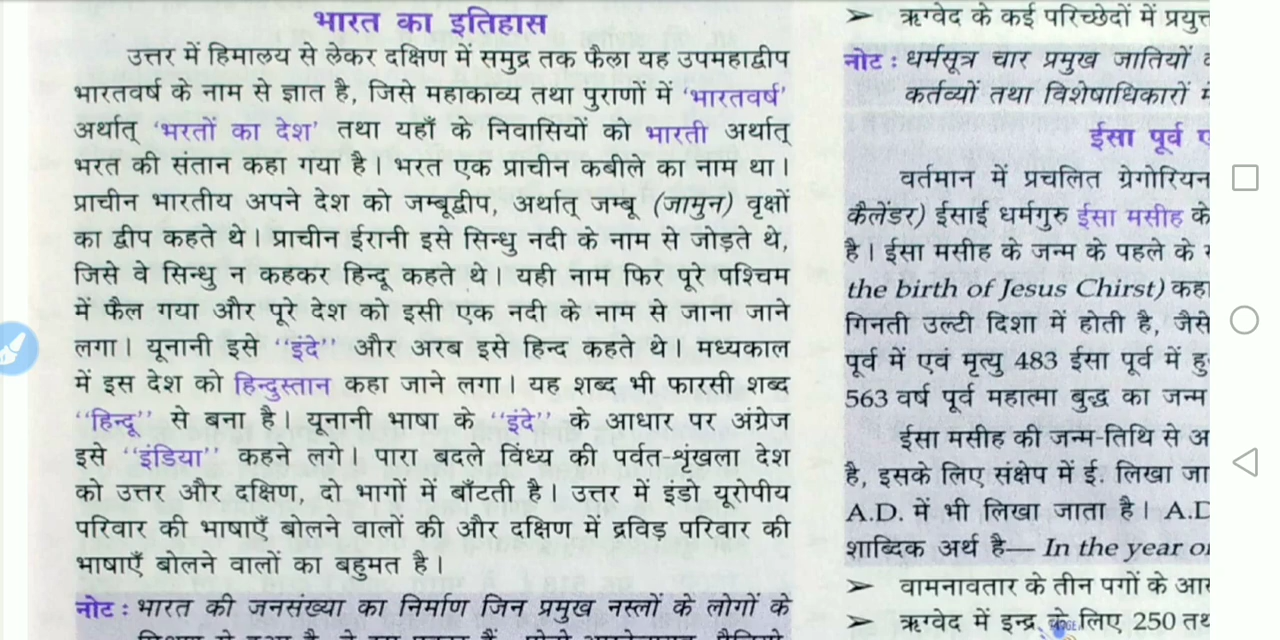 भारत का इतिहास
उत्तर में हिमालय से लेकर दक्षिण में समुद्र तक फैला यह उपमहाद्वीप
भारतवर्ष के नाम से ज्ञात है, जिसे महाकाव्य तथा पुराणों में ‘भारतवर्ष’
अर्थात् ‘भरतों का देश’ तथा यहाँ के निवासियों को भारती अर्थात्
भरत की संतान कहा गया है। भरत एक प्राचीन कबीले का नाम था।
प्राचीन भारतीय अपने देश को जम्बूद्वीप, अर्थात् जम्बू (जामुन) वृक्षों
का द्वीप कहते थे। प्राचीन ईरानी इसे सिन्धु नदी के नाम से जोड़ते थे,
जिसे वे सिन्धु न कहकर हिन्दू कहते थे। यही नाम फिर पूरे पश्चिम
में फैल गया और पूरे देश को इसी एक नदी के नाम से जाना जाने
लगा। यूनानी इसे ‘‘इंदे’’ और अरब इसे हिन्द कहते थे। मध्यकाल
में इस देश को हिन्दुस्तान कहा जाने लगा। यह शब्द भी फारसी शब्द
‘‘हिन्दू’’ से बना है। यूनानी भाषा के ‘‘इंदे’’ के आधार पर अंग्रेज
इसे ‘‘इंडिया’’ कहने लगे। पारा बदले विंध्य की पर्वत-शृंखला देश
को उत्तर और दक्षिण, दो भागों में बाँटती है। उत्तर में इंडो यूरोपीय
परिवार की भाषाएँ बोलने वालों की और दक्षिण में द्रविड़ परिवार की
भाषाएँ बोलने वालों का बहुमत है।
नोट : भारत की जनसंख्या का निर्माण जिन प्रमुख नस्लों के लोगों के
➢ ऋग्वेद के कई परिच्छेदों में प्रयुक्त
नोट : धर्मसूत्र चार प्रमुख जातियों
कर्तव्यों तथा विशेषाधिकारों
ईसा पूर्व
वर्तमान में प्रचलित ग्रेगोरियन
कैलेंडर) ईसाई धर्मगुरु ईसा मसीह के
है। ईसा मसीह के जन्म के पहले के
the birth of Jesus Chirst) कहा
गिनती उल्टी दिशा में होती है, जैसे
पूर्व में एवं मृत्यु 483 ईसा पूर्व में
563 वर्ष पूर्व महात्मा बुद्ध का जन्म
ईसा मसीह की जन्म-तिथि से
है, इसके लिए संक्षेप में ई. लिखा
A.D. में भी लिखा जाता है। A.D
शाब्दिक अर्थ है— In the year
➢ वामनावतार के तीन पगों के
➢ ऋग्वेद में इन्द्र के लिए 250